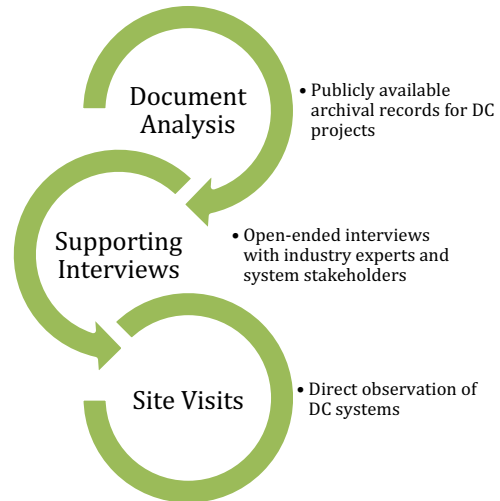 Document
Analysis
• Publicly available
archival records for DC
projects
Supporting
Interviews
• Open-ended interviews
with industry experts and
system stakeholders
Site Visits
• Direct observation of
DC systems